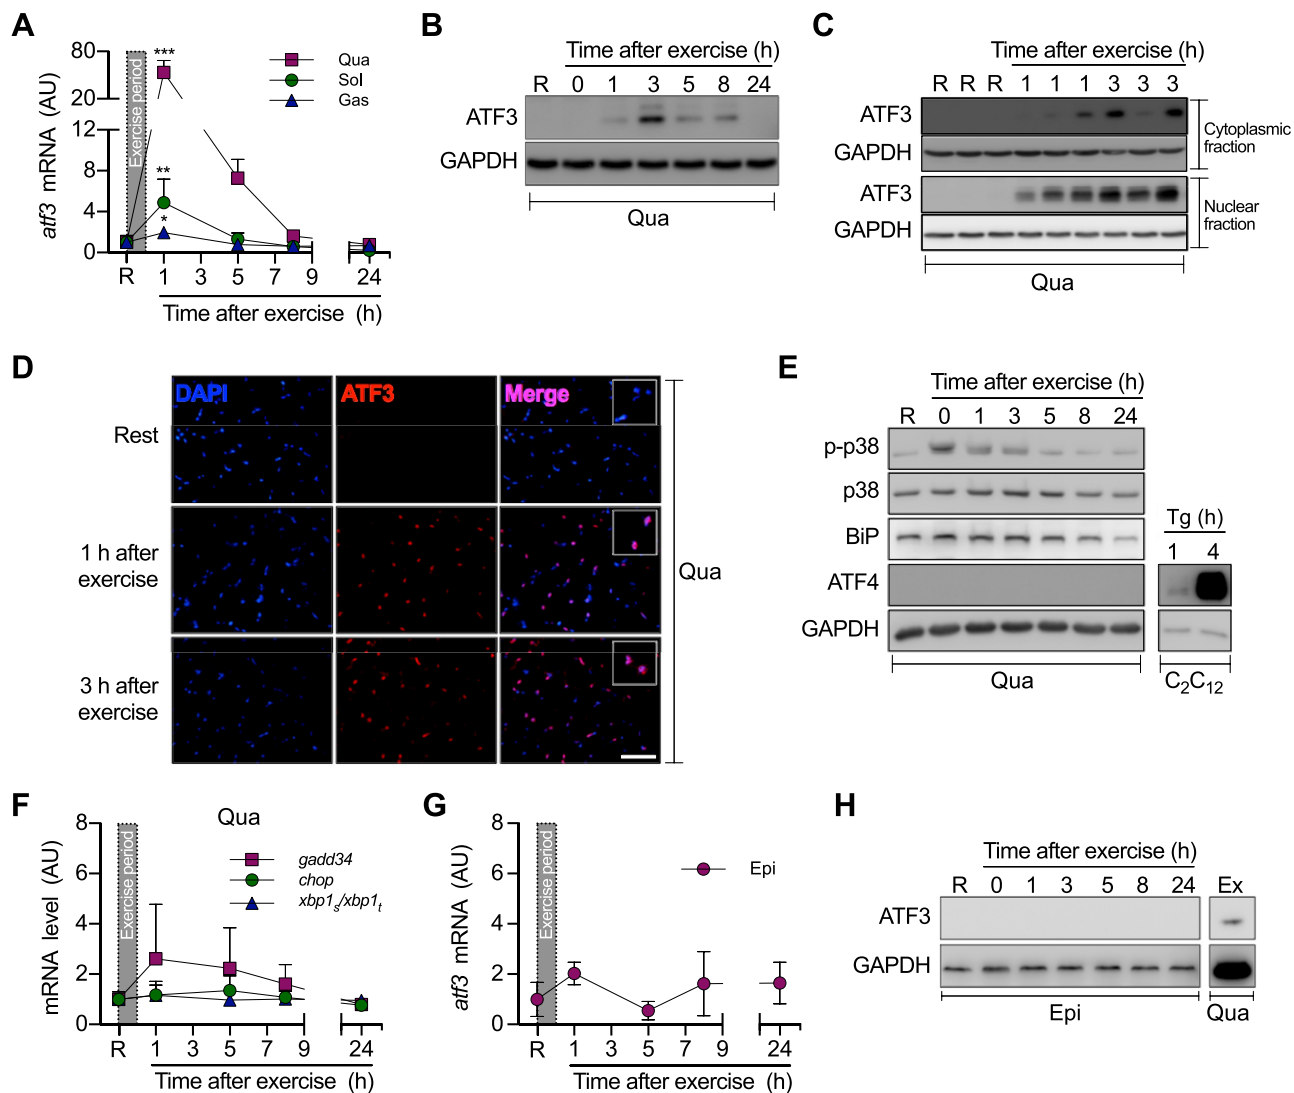 A
80
***
20
12
8
4
0
atf3 mRNA (AU)
Exercise period
Qua
Sol
Gas
**
*
R 1 3 5 7 9 24
Time after exercise (h)
B
Time after exercise (h)
R 0 1 3 5 8 24
ATF3
GAPDH
Qua
C
Time after exercise (h)
R R R 1 1 1 3 3 3
ATF3
GAPDH
Cytoplasmic
fraction
ATF3
GAPDH
Nuclear
fraction
Qua
D
DAPI ATF3 Merge
Rest
1 h after
exercise
3 h after
exercise
Qua
E
Time after exercise (h)
R 0 1 3 5 8 24
p-p38
p38
BiP
ATF4
GAPDH
Qua
Tg (h)
1 4
C2C12
F
Qua
8
6
4
2
0
mRNA level (AU)
Exercise period
gadd34
chop
xbp1s/xbp1t
R 1 3 5 7 9 24
Time after exercise (h)
G
8
6
4
2
0
atf3 mRNA (AU)
Exercise period
Epi
R 1 3 5 7 9 24
Time after exercise (h)
H
Time after exercise (h)
R 0 1 3 5 8 24 Ex
ATF3
GAPDH
Epi Qua